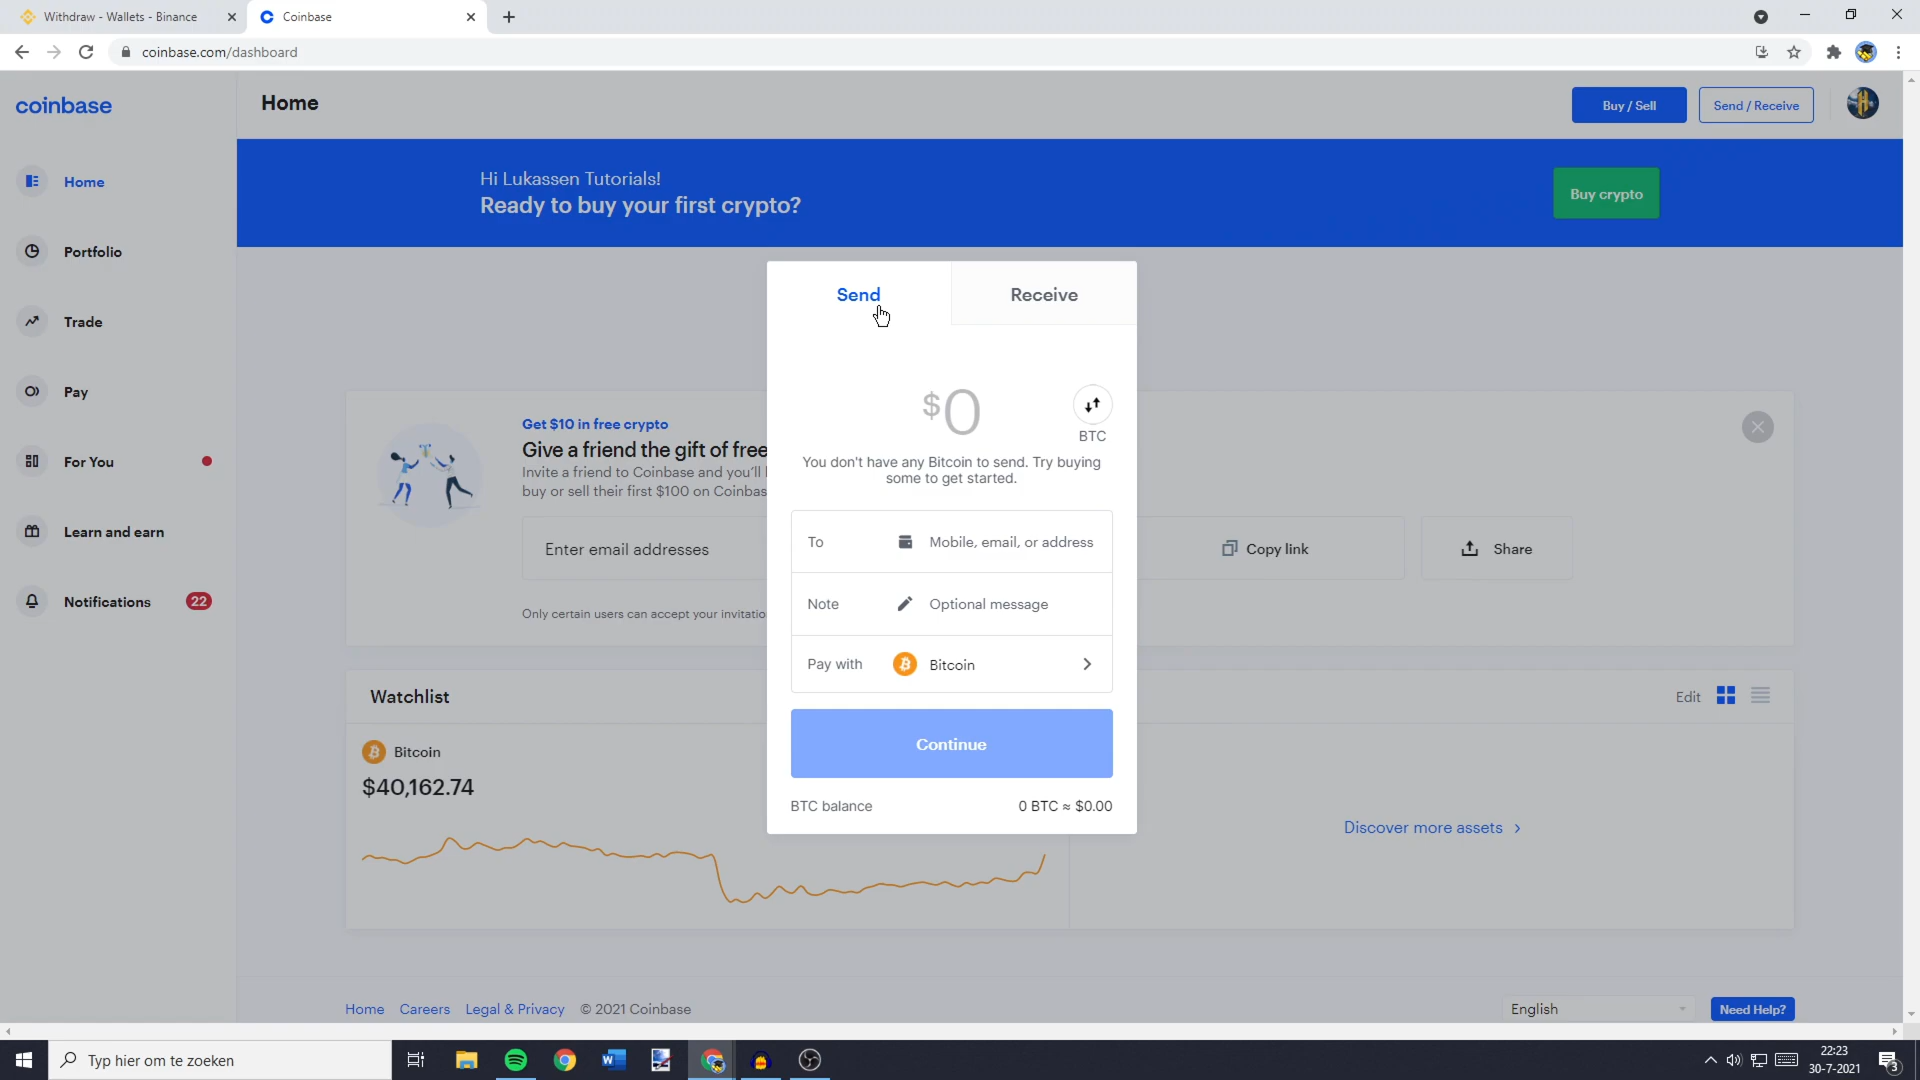 Withdraw - Wallets - Binance
Coinbase
coinbase.com/dashboard
coinbase
Home
Buy / Sell
Send / Receive
Home
Portfolio
Trade
Pay
For You
Learn and earn
Notifications
22
Hi Lukassen Tutorials!
Ready to buy your first crypto?
Buy crypto
Get $10 in free crypto
Give a friend the gift of free
Invite a friend to Coinbase and you'll
buy or sell their first $100 on Coinbas
Enter email addresses
Copy link
Share
Only certain users can accept your invitatio
Send
Receive
$0
BTC
You don't have any Bitcoin to send. Try buying
some to get started.
To
Mobile, email, or address
Note
Optional message
Pay with
Bitcoin
Continue
BTC balance
0 BTC ≈ $0.00
Watchlist
Edit
Bitcoin
$40,162.74
Discover more assets
Home
Careers
Legal & Privacy
© 2021 Coinbase
English
Need Help?
Typ hier om te zoeken
22:23
30-7-2021
3